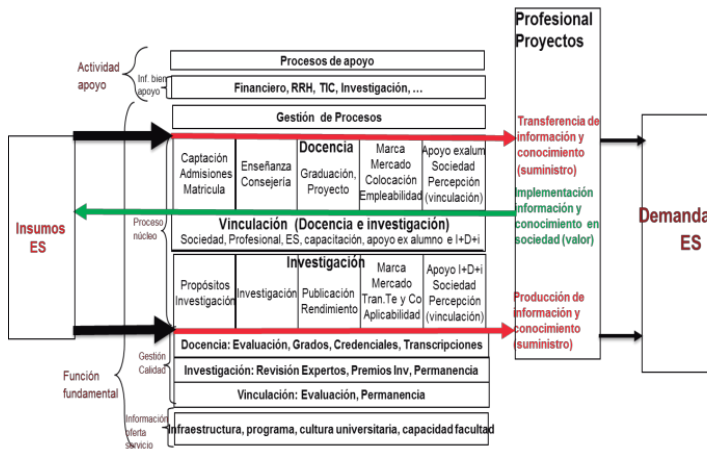 Profesional
Proyectos
Procesos de apoyo
Actividad
apoyo
Inf. bien
apoyo
Financiero, RRH, TIC, Investigación, ...
Gestión de Procesos
Transferencia de
información y
conocimiento
(suministro)
Docencia
Captación
Admisiones
Matricula
Enseñanza
Consejería
Graduación,
Proyecto
Marca
Mercado
Colocación
Empleabilidad
Apoyo exalum
Sociedad
Percepción
(vinculación)
Implementación
información y
conocimiento en
sociedad (valor)
Insumos
ES
Demanda
ES
Proceso
núcleo
Vinculación (Docencia e investigación)
Sociedad, Profesional, ES, capacitación, apoyo ex alumno e I+D+i
Investigación
Propósitos
Investigación
Investigación
Publicación
Rendimiento
Marca
Mercado
Tran.Te y Co
Aplicabilidad
Apoyo I+D+i
Sociedad
Percepción
(vinculación)
Producción de
información y
conocimiento
(suministro)
Docencia: Evaluación, Grados, Credenciales, Transcripciones
Gestión
Calidad
Investigación: Revisión Expertos, Premios Inv, Permanencia
Función
fundamental
Vinculación: Evaluación, Permanencia
Información
oferta
servicio
Infraestructura, programa, cultura universitaria, capacidad facultad